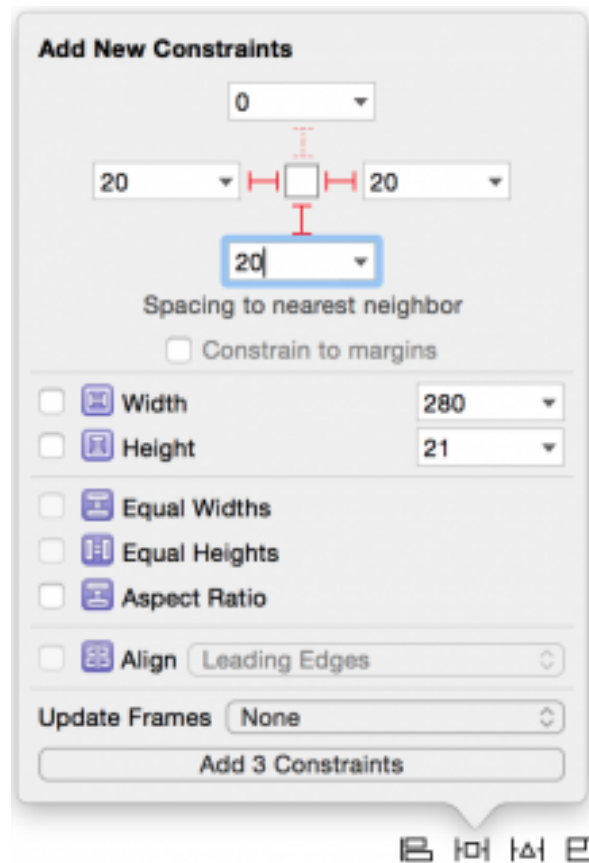 Add New Constraints
0
20 20
20
Spacing to nearest neighbor
Constrain to margins
Width 280
Height 21
Equal Widths
Equal Heights
Aspect Ratio
Align Leading Edges
Update Frames None
Add 3 Constraints